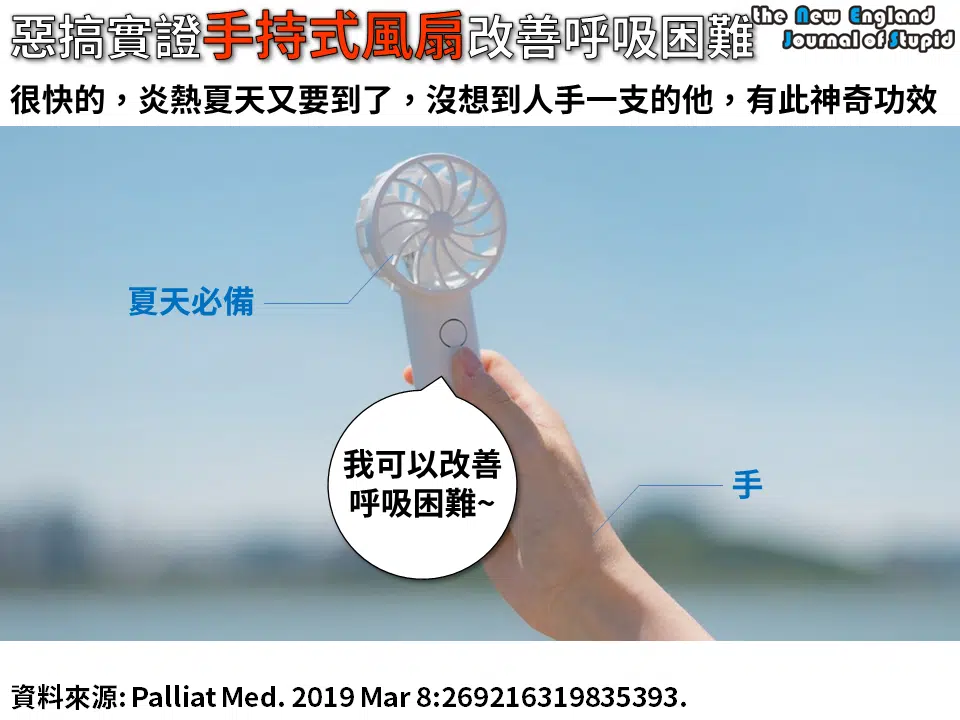 惡搞實證手持式風扇改善呼吸困難
the New England
Journal of Stupid
很快的，炎熱夏天又要到了，沒想到人手一支的他，有此神奇功效
夏天必備
我可以改善
呼吸困難~
手
資料來源: Palliat Med. 2019 Mar 8:269216319835393.